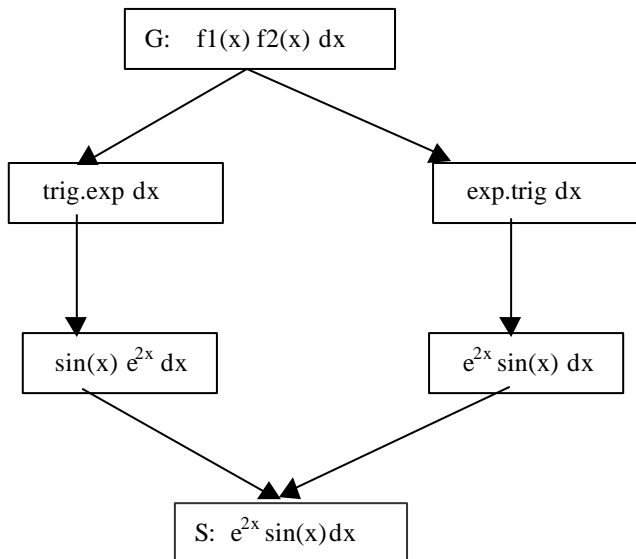 G: f1(x) f2(x) dx
trig.exp dx
exp.trig dx
sin(x) e^{2x} dx
e^{2x} sin(x) dx
S: e^{2x} sin(x)dx